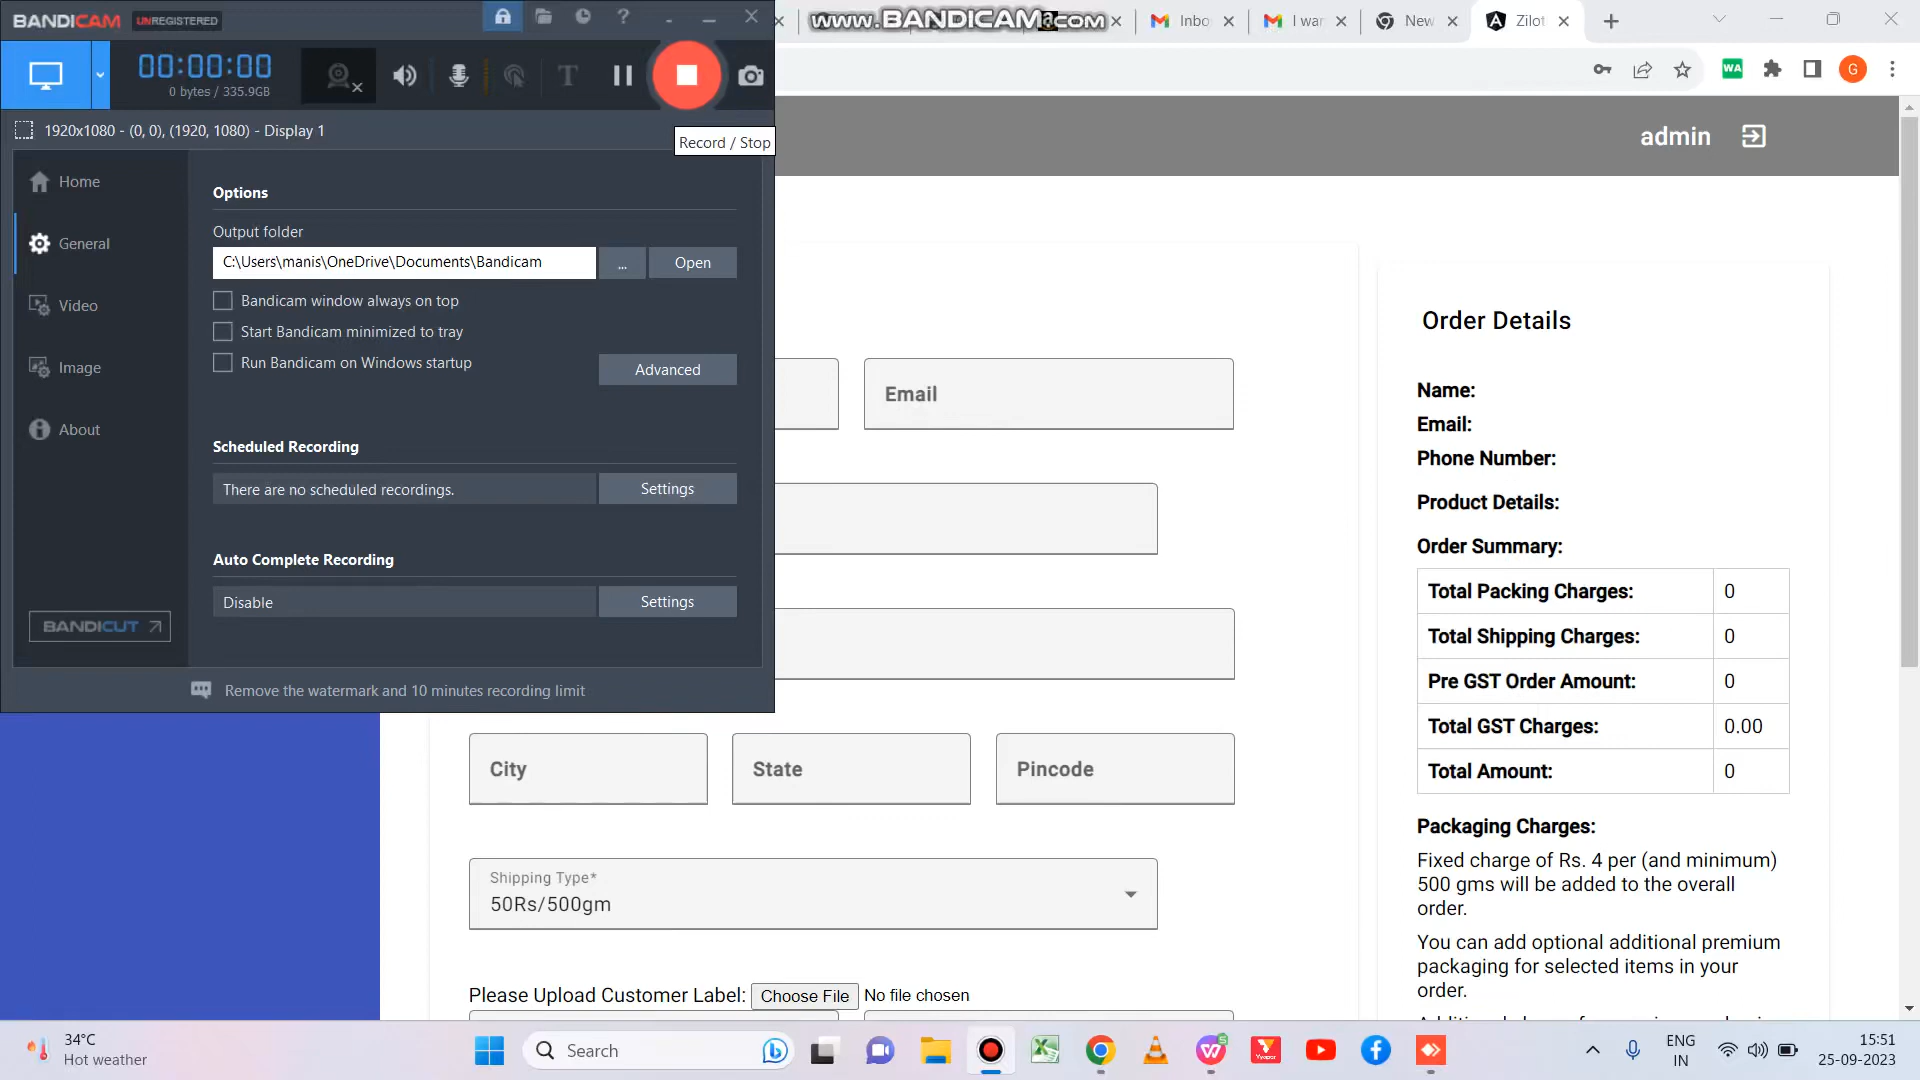 BANDICAM UNREGISTERED
www.BANDICAM.COM
Inbo
I wan
New
Zilot
00:00:00
0 bytes / 335.9GB
WA
G
1920x1080 - (0, 0), (1920, 1080) - Display 1
Record / Stop
admin
Home
General
Video
Image
About
BANDICUT
Options
Output folder
C:\Users\manis\OneDrive\Documents\Bandicam
...
Open
Bandicam window always on top
Start Bandicam minimized to tray
Run Bandicam on Windows startup
Advanced
Scheduled Recording
There are no scheduled recordings.
Settings
Auto Complete Recording
Disable
Settings
Remove the watermark and 10 minutes recording limit
Email
City
State
Pincode
Shipping Type*
50Rs/500gm
Please Upload Customer Label: Choose File No file chosen
Order Details
Name:
Email:
Phone Number:
Product Details:
Order Summary:
Total Packing Charges: 0
Total Shipping Charges: 0
Pre GST Order Amount: 0
Total GST Charges: 0.00
Total Amount: 0
Packaging Charges:
Fixed charge of Rs. 4 per (and minimum)
500 gms will be added to the overall
order.
You can add optional additional premium
packaging for selected items in your
order.
34°C
Hot weather
Search
ENG
IN
15:51
25-09-2023